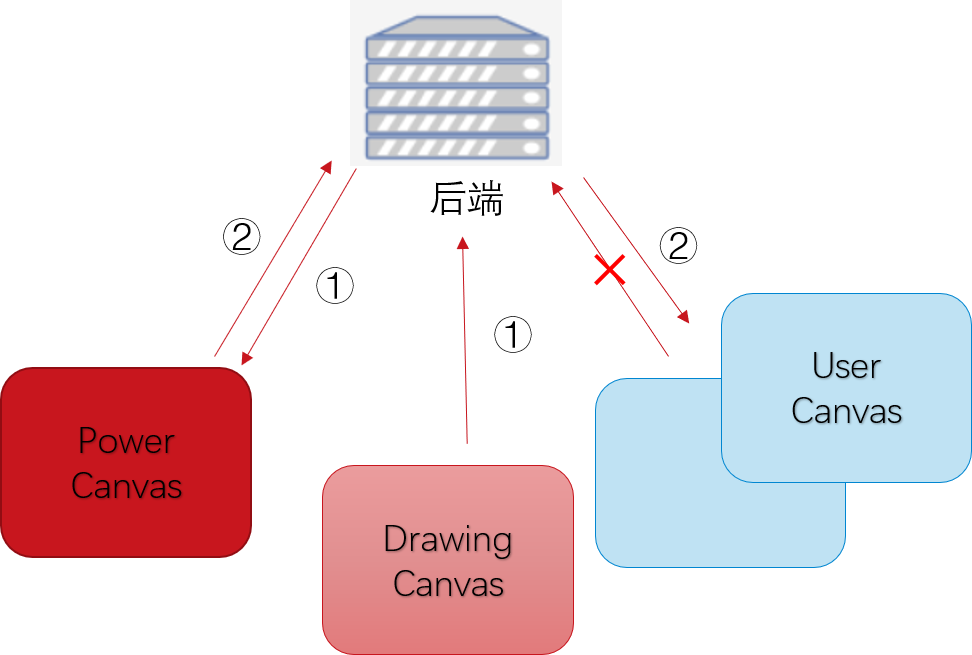 后端
②
①
②
①
User
Canvas
Power
Canvas
Drawing
Canvas